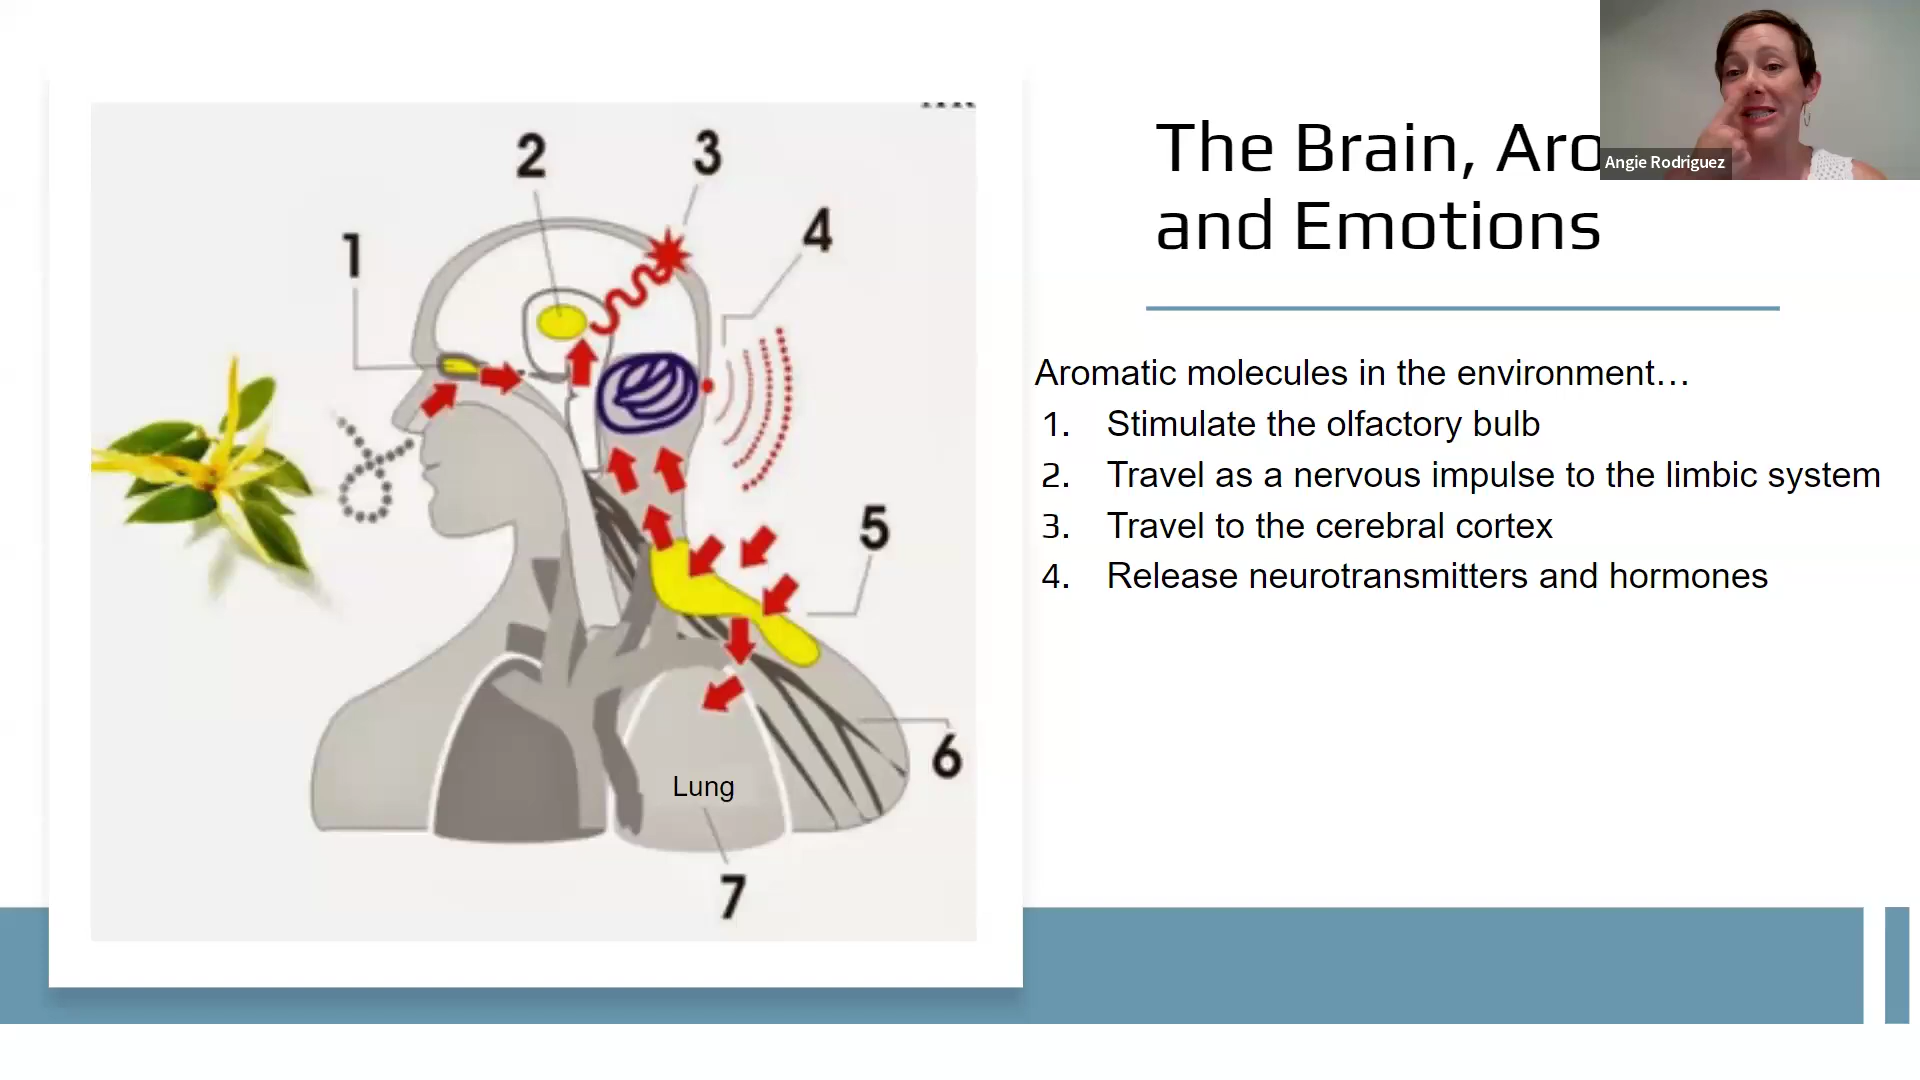 The Brain, Aro
and Emotions
Angie Rodriguez
Aromatic molecules in the environment…
1. Stimulate the olfactory bulb
2. Travel as a nervous impulse to the limbic system
3. Travel to the cerebral cortex
4. Release neurotransmitters and hormones
1
2
3
4
5
6
Lung
7